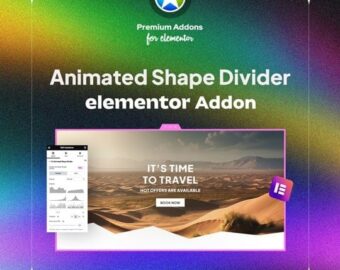 Premium Addons
for elementor
Animated Shape Divider
elementor Addon
IT'S TIME
TO TRAVEL
HOT OFFERS ARE AVAILABLE
BOOK NOW